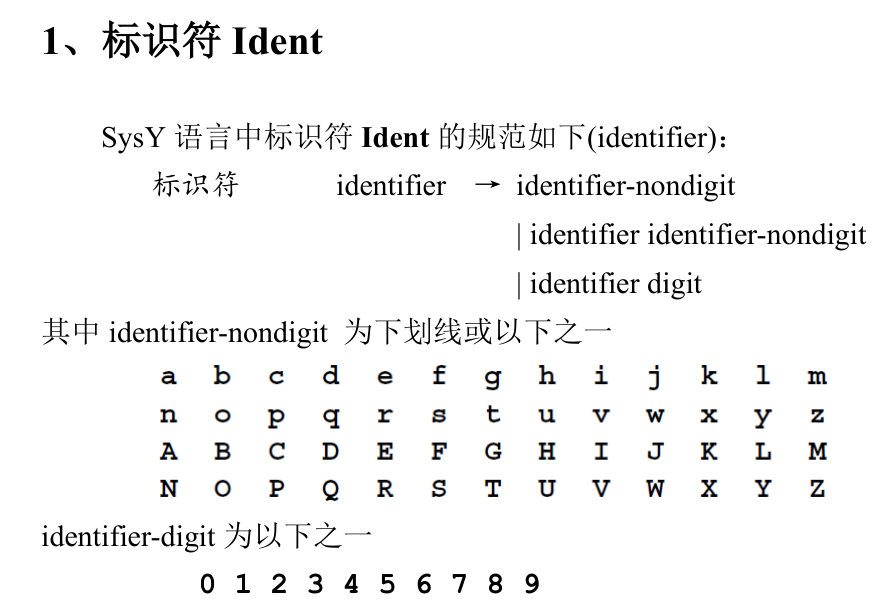 1、标识符 Ident
SysY 语言中标识符 Ident 的规范如下(identifier)：
标识符 identifier → identifier-nondigit
| identifier identifier-nondigit
| identifier digit
其中 identifier-nondigit 为下划线或以下之一
a b c d e f g h i j k l m
n o p q r s t u v w x y z
A B C D E F G H I J K L M
N O P Q R S T U V W X Y Z
identifier-digit 为以下之一
0 1 2 3 4 5 6 7 8 9